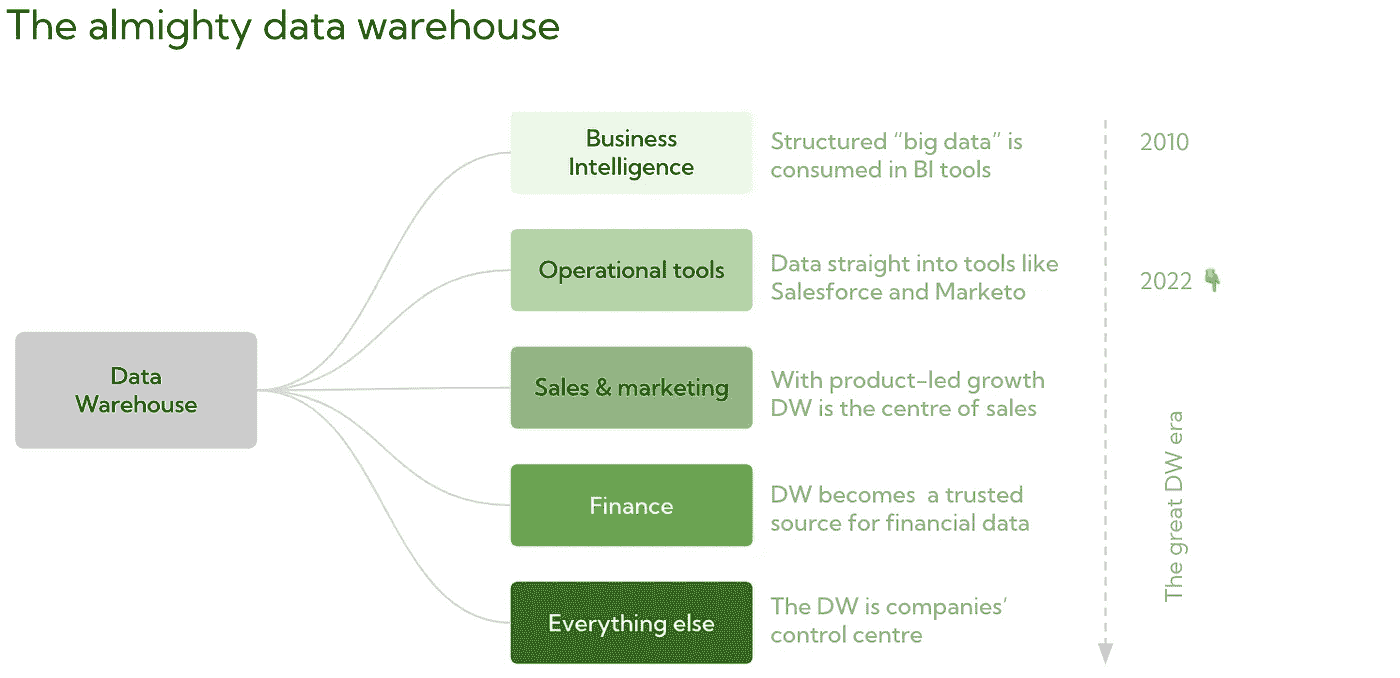 The almighty data warehouse
Data
Warehouse
Business
Intelligence
Structured “big data” is
consumed in BI tools
2010
Operational tools
Data straight into tools like
Salesforce and Marketo
2022 👇
Sales & marketing
With product-led growth
DW is the centre of sales
Finance
DW becomes  a trusted
source for financial data
Everything else
The DW is companies’
control centre
The great DW era